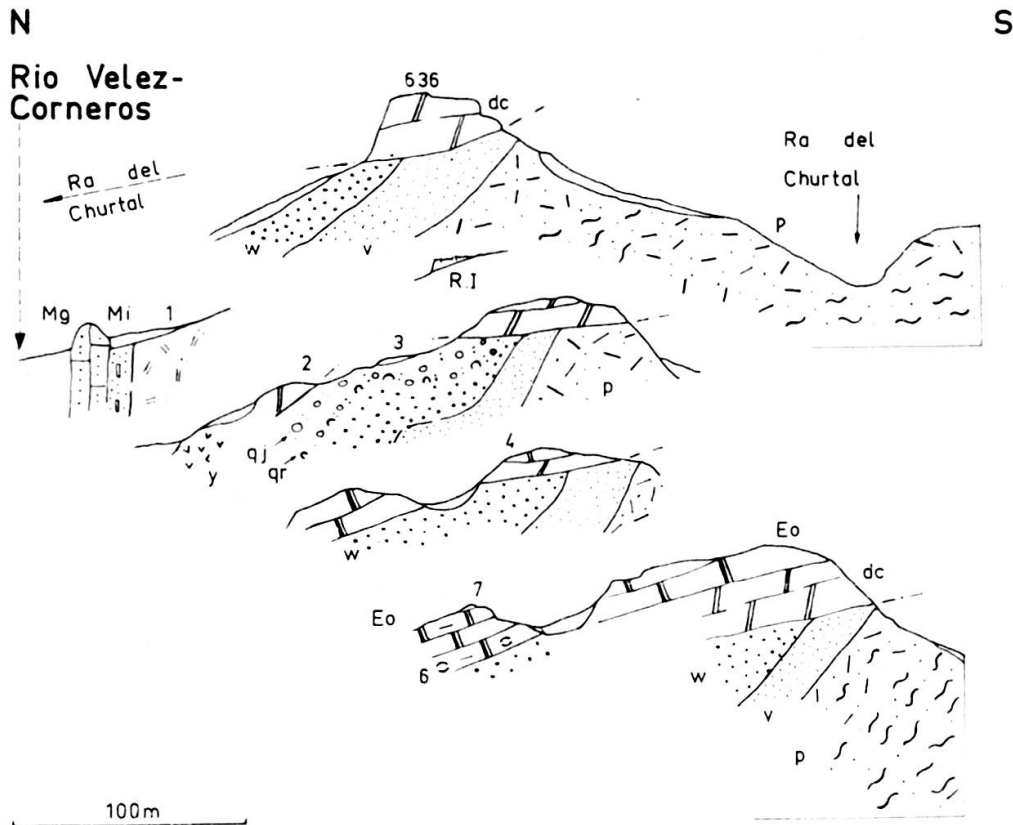 N
S
Rio Velez-
Corneros
636
dc
Ra del
Churtal
Ra del
Churtal
p
w
v
R.I
Mg Mi 1
2
3
p
qj
qr
y
4
w
Eo
dc
7
Eo
6
w
v
p
100m